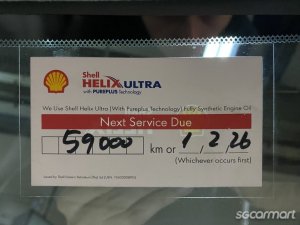 Shell
HELIX ULTRA
with PUREPLUS Technology
We Use Shell Helix Ultra (With Pureplus Technology) Fully Synthetic Engine Oil
Next Service Due
59000 km or 1, 2, 26
(Whichever occurs first)
sgcarmart